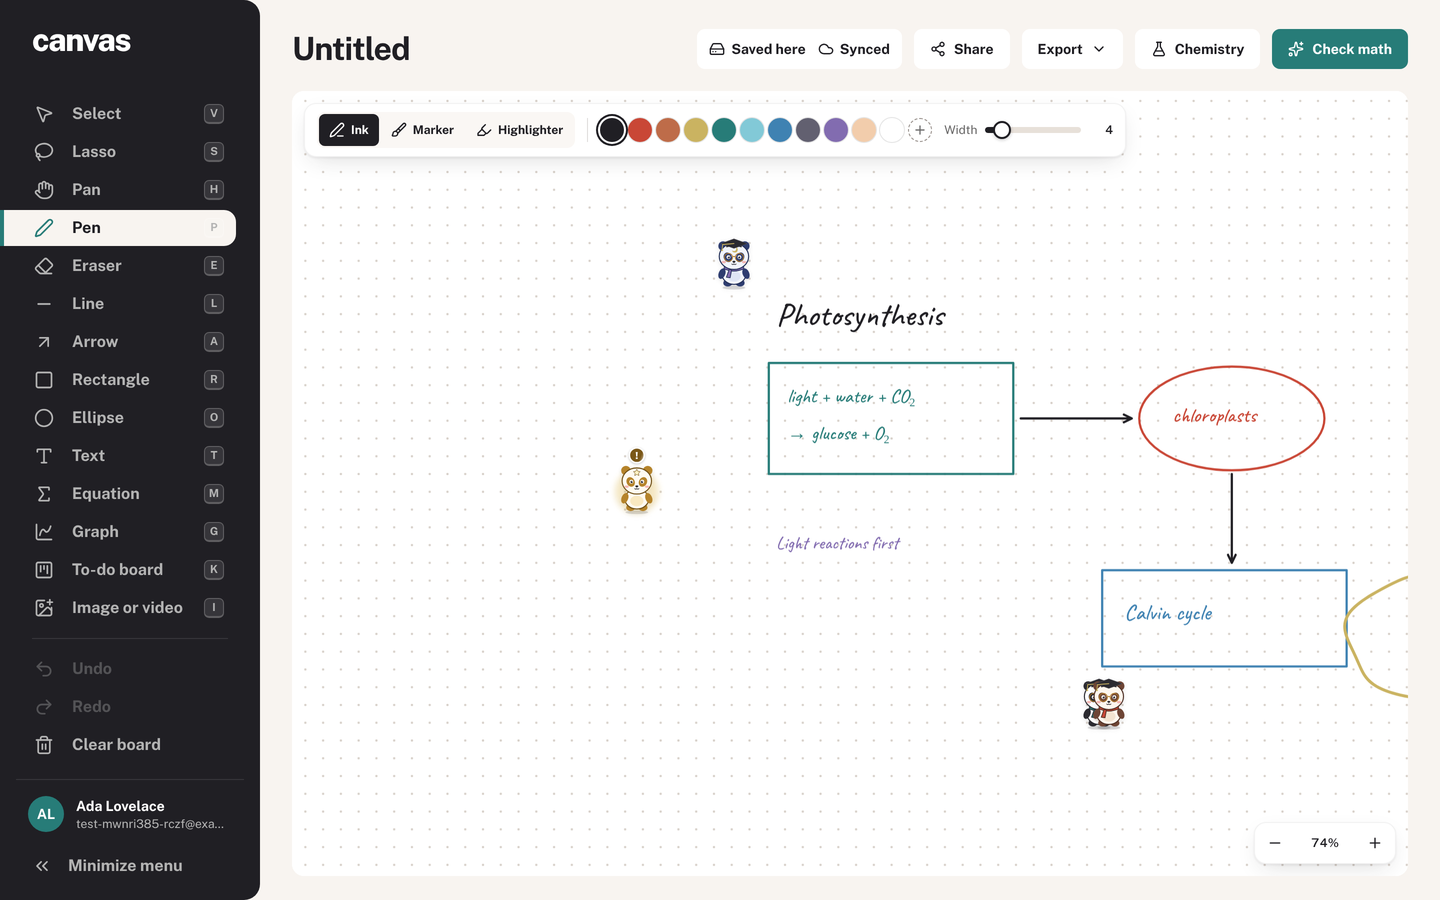 canvas
Select V
Lasso S
Pan H
Pen P
Eraser E
Line L
Arrow A
Rectangle R
Ellipse O
Text T
Equation M
Graph G
To-do board K
Image or video I
Undo
Redo
Clear board
AL
Ada Lovelace
test-mwnri385-rczf@exa...
Minimize menu
Untitled
Saved here Synced
Share
Export
Chemistry
Check math
Ink Marker Highlighter
Width 4
Photosynthesis
light + water + CO₂
→ glucose + O₂
chloroplasts
!
Light reactions first
Calvin cycle
74%